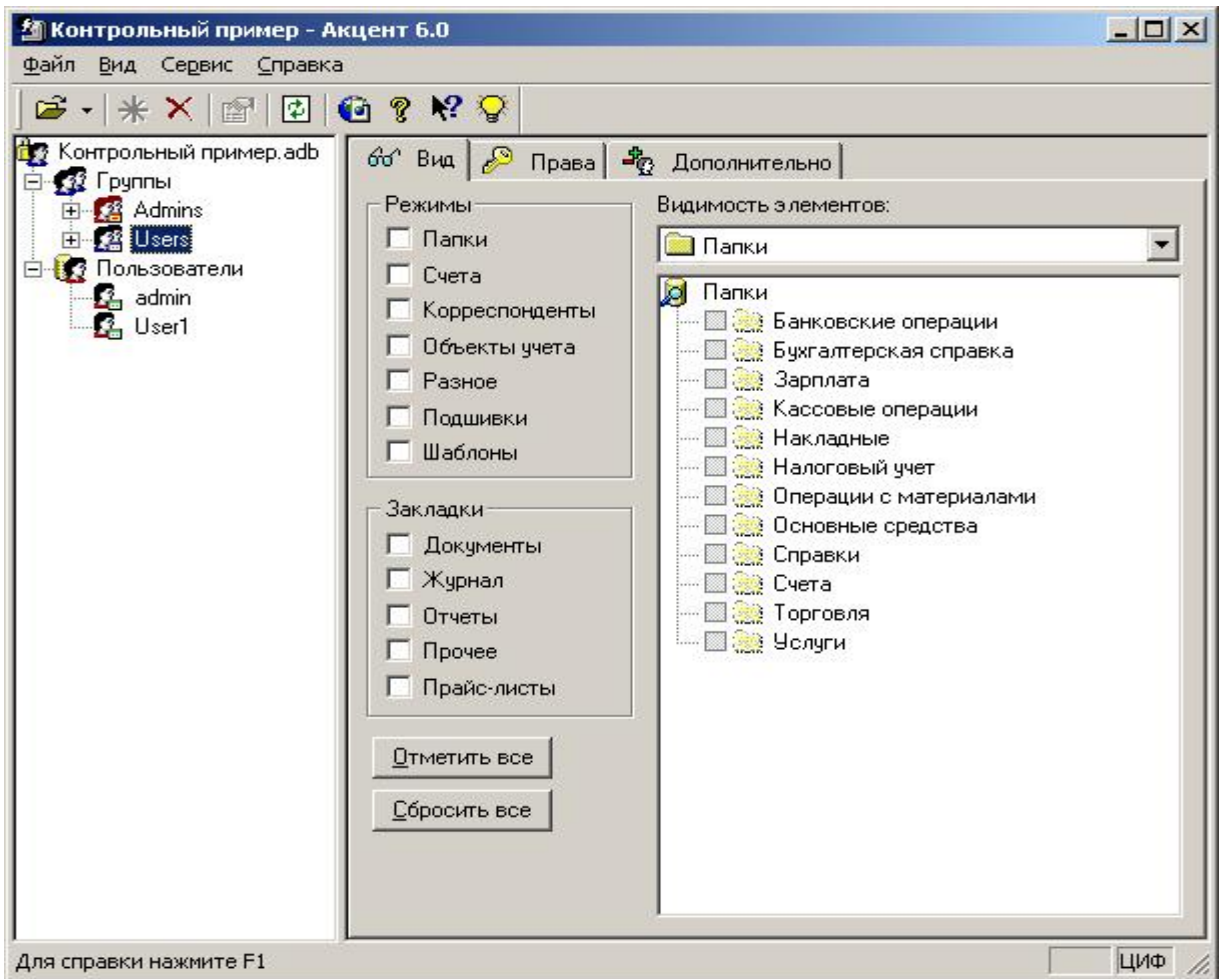 Контрольный пример - Акцент 6.0
Файл Вид Сервис Справка
Контрольный пример.adb
Группы
Admins
Users
Пользователи
admin
User1
Вид Права Дополнительно
Режимы
Папки
Счета
Корреспонденты
Объекты учета
Разное
Подшивки
Шаблоны
Закладки
Документы
Журнал
Отчеты
Прочее
Прайс-листы
Отметить все
Сбросить все
Видимость элементов:
Папки
Папки
Банковские операции
Бухгалтерская справка
Зарплата
Кассовые операции
Накладные
Налоговый учет
Операции с материалами
Основные средства
Справки
Счета
Торговля
Услуги
Для справки нажмите F1
ЦИФ